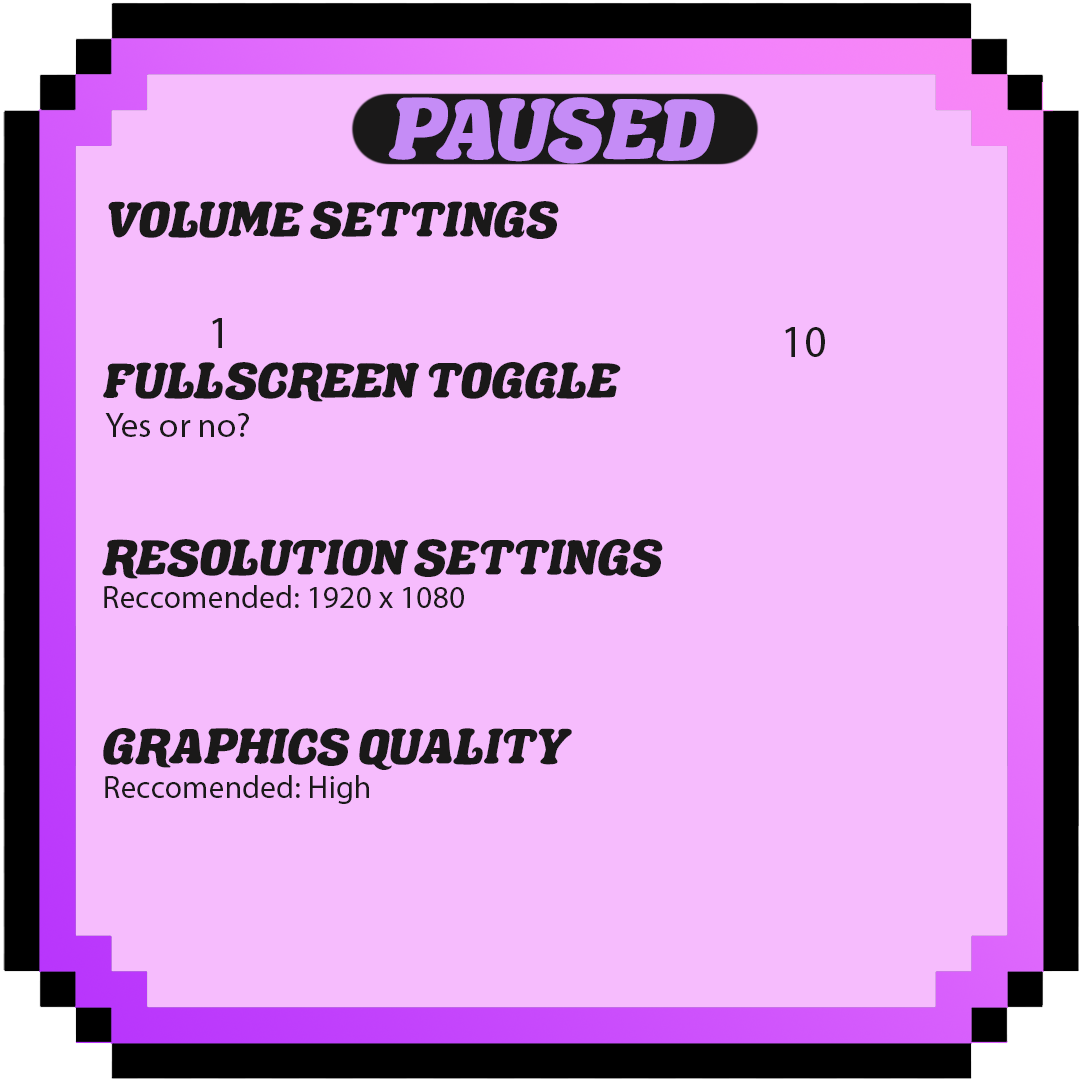 PAUSED
VOLUME SETTINGS
1 10
FULLSCREEN TOGGLE
Yes or no?
RESOLUTION SETTINGS
Reccomended: 1920 x 1080
GRAPHICS QUALITY
Reccomended: High